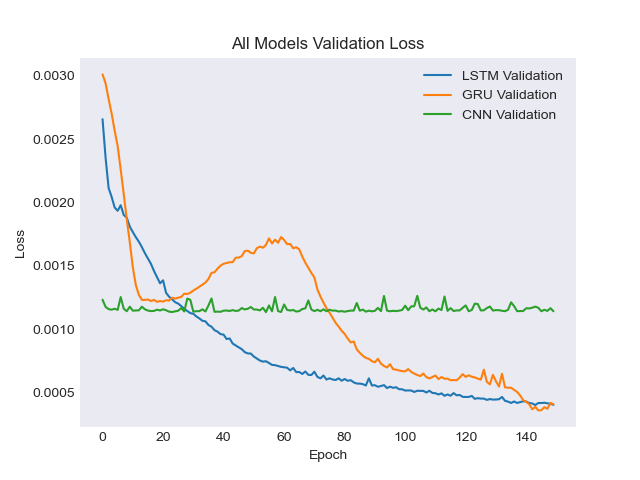 All Models Validation Loss
LSTM Validation
GRU Validation
CNN Validation
Loss
0.0030
0.0025
0.0020
0.0015
0.0010
0.0005
0 20 40 60 80 100 120 140
Epoch